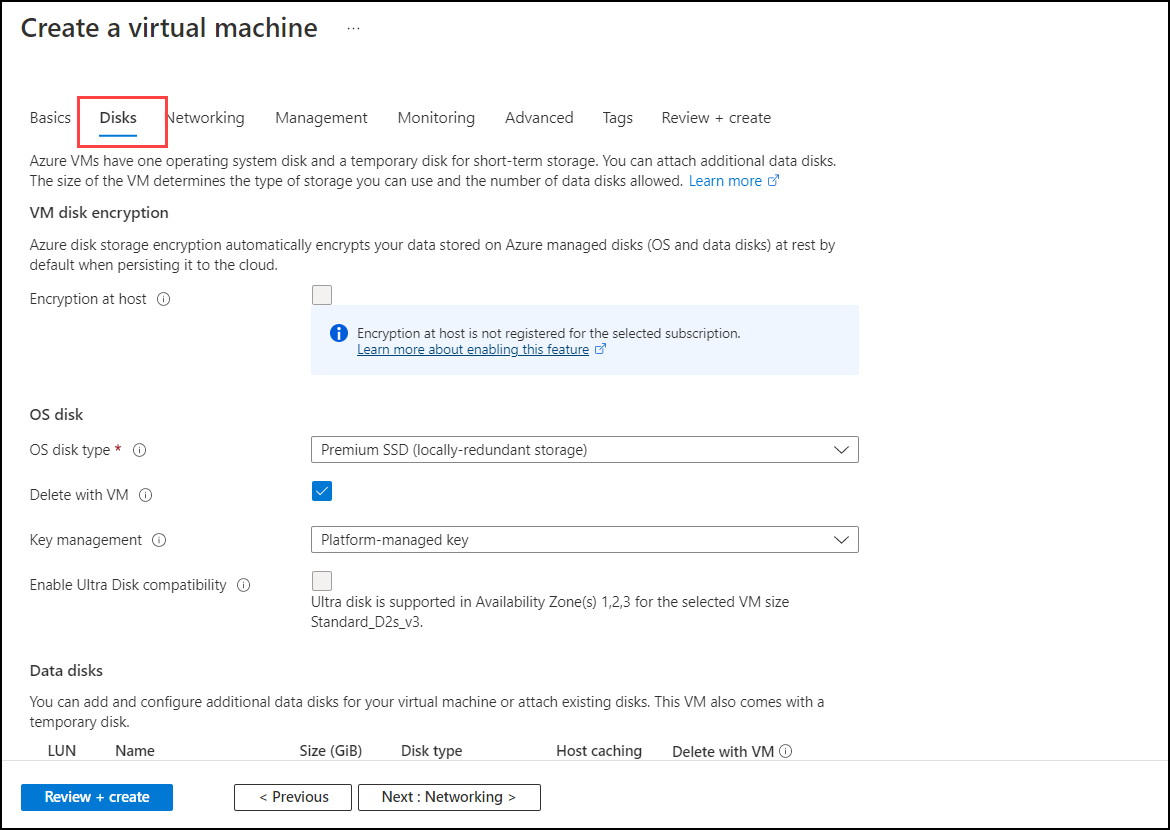 Create a virtual machine ...
Basics Disks Networking Management Monitoring Advanced Tags Review + create
Azure VMs have one operating system disk and a temporary disk for short-term storage. You can attach additional data disks.
The size of the VM determines the type of storage you can use and the number of data disks allowed. Learn more
VM disk encryption
Azure disk storage encryption automatically encrypts your data stored on Azure managed disks (OS and data disks) at rest by
default when persisting it to the cloud.
Encryption at host
Encryption at host is not registered for the selected subscription.
Learn more about enabling this feature
OS disk
OS disk type * Premium SSD (locally-redundant storage)
Delete with VM
Key management Platform-managed key
Enable Ultra Disk compatibility
Ultra disk is supported in Availability Zone(s) 1,2,3 for the selected VM size
Standard_D2s_v3.
Data disks
You can add and configure additional data disks for your virtual machine or attach existing disks. This VM also comes with a
temporary disk.
LUN Name Size (GiB) Disk type Host caching Delete with VM
Review + create < Previous Next : Networking >